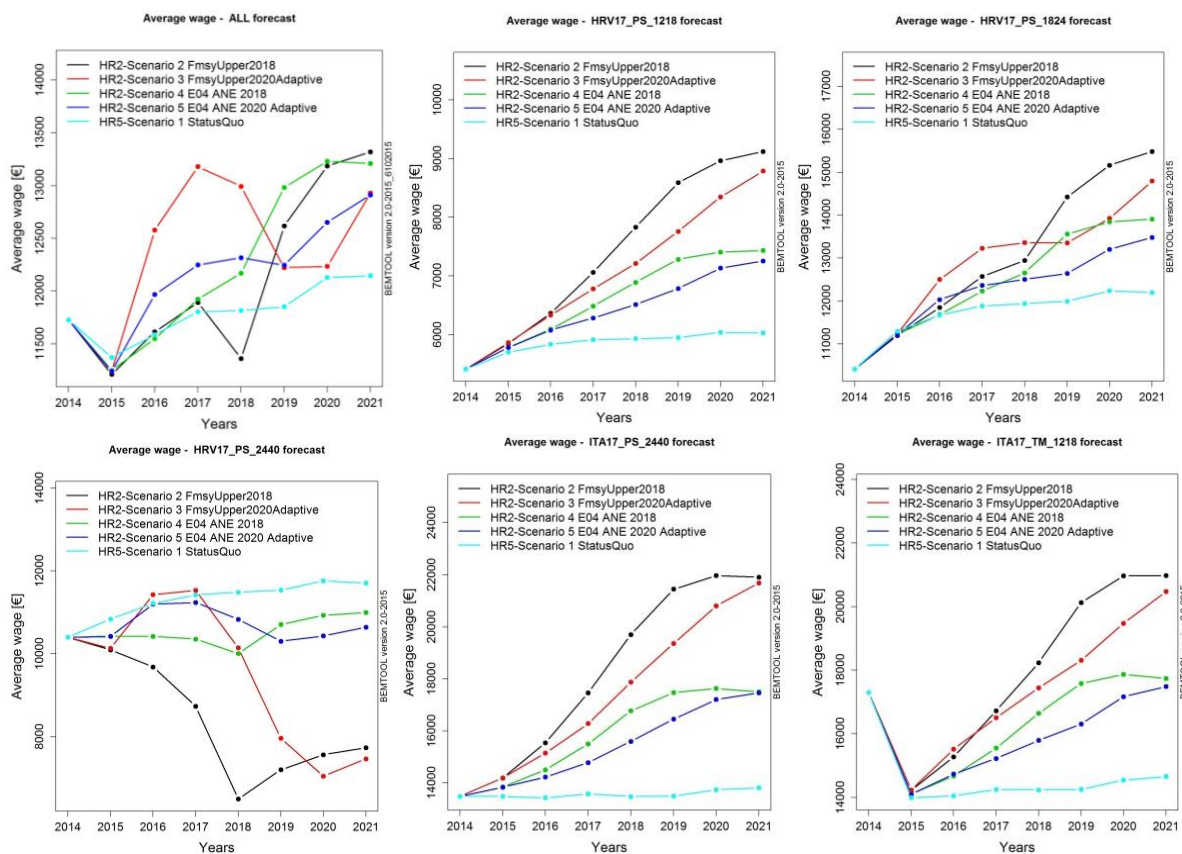 Average wage - ALL forecast
Average wage [€]
14000
13500
13000
12500
12000
11500
HR2-Scenario 2 FmsyUpper2018
HR2-Scenario 3 FmsyUpper2020Adaptive
HR2-Scenario 4 E04 ANE 2018
HR2-Scenario 5 E04 ANE 2020 Adaptive
HR5-Scenario 1 StatusQuo
BEMTOOL version 2.0-2015_6102015
2014 2015 2016 2017 2018 2019 2020 2021
Years
Average wage - HRV17_PS_1218 forecast
Average wage [€]
10000
9000
8000
7000
6000
HR2-Scenario 2 FmsyUpper2018
HR2-Scenario 3 FmsyUpper2020Adaptive
HR2-Scenario 4 E04 ANE 2018
HR2-Scenario 5 E04 ANE 2020 Adaptive
HR5-Scenario 1 StatusQuo
BEMTOOL version 2.0-2015
2014 2015 2016 2017 2018 2019 2020 2021
Years
Average wage - HRV17_PS_1824 forecast
Average wage [€]
17000
16000
15000
14000
13000
12000
11000
HR2-Scenario 2 FmsyUpper2018
HR2-Scenario 3 FmsyUpper2020Adaptive
HR2-Scenario 4 E04 ANE 2018
HR2-Scenario 5 E04 ANE 2020 Adaptive
HR5-Scenario 1 StatusQuo
BEMTOOL version 2.0-2015
2014 2015 2016 2017 2018 2019 2020 2021
Years
Average wage - HRV17_PS_2440 forecast
Average wage [€]
14000
12000
10000
8000
HR2-Scenario 2 FmsyUpper2018
HR2-Scenario 3 FmsyUpper2020Adaptive
HR2-Scenario 4 E04 ANE 2018
HR2-Scenario 5 E04 ANE 2020 Adaptive
HR5-Scenario 1 StatusQuo
BEMTOOL version 2.0-2015
2014 2015 2016 2017 2018 2019 2020 2021
Years
Average wage - ITA17_PS_2440 forecast
Average wage [€]
24000
22000
20000
18000
16000
14000
HR2-Scenario 2 FmsyUpper2018
HR2-Scenario 3 FmsyUpper2020Adaptive
HR2-Scenario 4 E04 ANE 2018
HR2-Scenario 5 E04 ANE 2020 Adaptive
HR5-Scenario 1 StatusQuo
BEMTOOL version 2.0-2015
2014 2015 2016 2017 2018 2019 2020 2021
Years
Average wage - ITA17_TM_1218 forecast
Average wage [€]
24000
22000
20000
18000
16000
14000
HR2-Scenario 2 FmsyUpper2018
HR2-Scenario 3 FmsyUpper2020Adaptive
HR2-Scenario 4 E04 ANE 2018
HR2-Scenario 5 E04 ANE 2020 Adaptive
HR5-Scenario 1 StatusQuo
BEMTOOL version 2.0-2015
2014 2015 2016 2017 2018 2019 2020 2021
Years